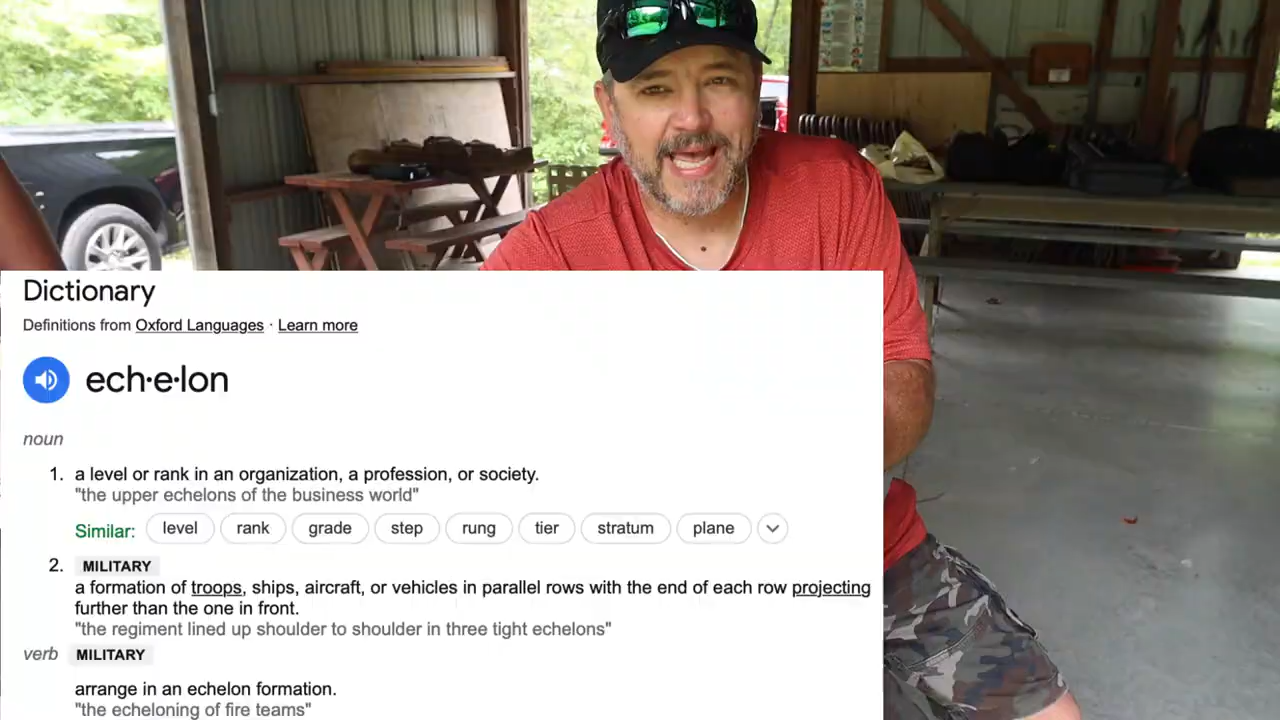 Dictionary
Definitions from Oxford Languages · Learn more
ech·e·lon
noun
1. a level or rank in an organization, a profession, or society.
"the upper echelons of the business world"
Similar: level rank grade step rung tier stratum plane
2. MILITARY
a formation of troops, ships, aircraft, or vehicles in parallel rows with the end of each row projecting
further than the one in front.
"the regiment lined up shoulder to shoulder in three tight echelons"
verb MILITARY
arrange in an echelon formation.
"the echeloning of fire teams"